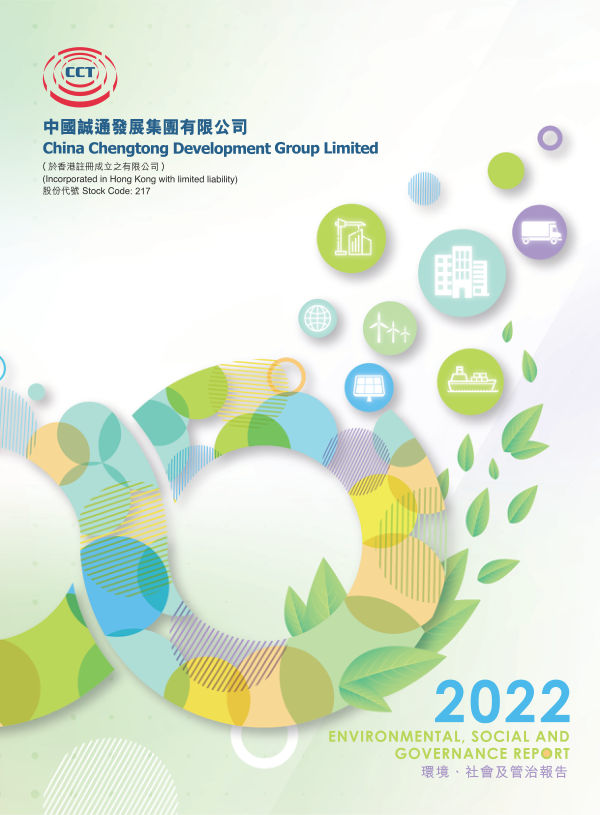 CCT
中國誠通發展集團有限公司
China Chengtong Development Group Limited
（於香港註冊成立之有限公司）
(Incorporated in Hong Kong with limited liability)
股份代號 Stock Code: 217
2022
ENVIRONMENTAL, SOCIAL AND
GOVERNANCE REPORT
環境、社會及管治報告